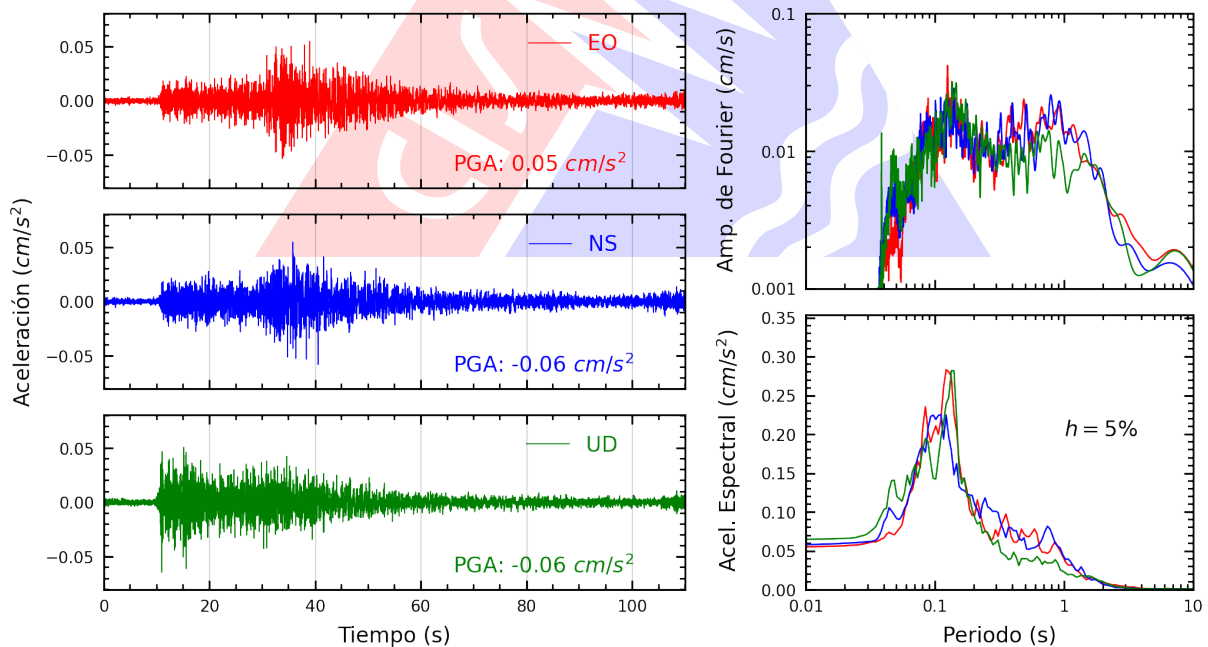 Aceleración (cm/s²)
0.05
0.00
−0.05
EO
PGA: 0.05 cm/s²
0.05
0.00
−0.05
NS
PGA: -0.06 cm/s²
0.05
0.00
−0.05
UD
PGA: -0.06 cm/s²
0 20 40 60 80 100
Tiempo (s)
Amp. de Fourier (cm/s)
0.1
0.01
0.001
Acel. Espectral (cm/s²)
0.35
0.30
0.25
0.20
0.15
0.10
0.05
0.00
h = 5%
0.01 0.1 1 10
Periodo (s)